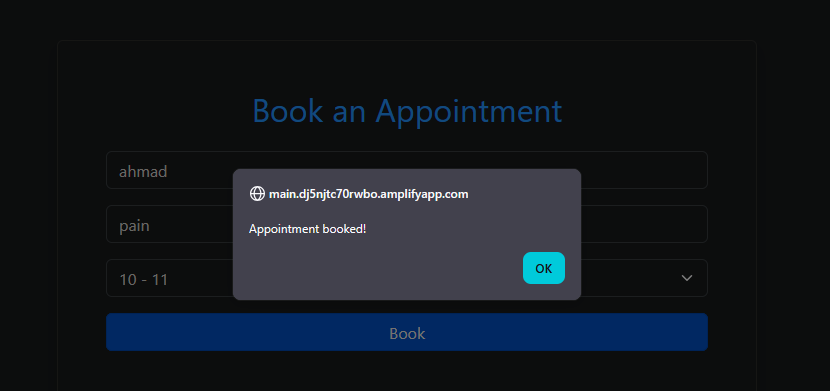 Book an Appointment
ahmad
main.dj5njtc70rwbo.amplifyapp.com
pain
Appointment booked!
OK
10 - 11
Book